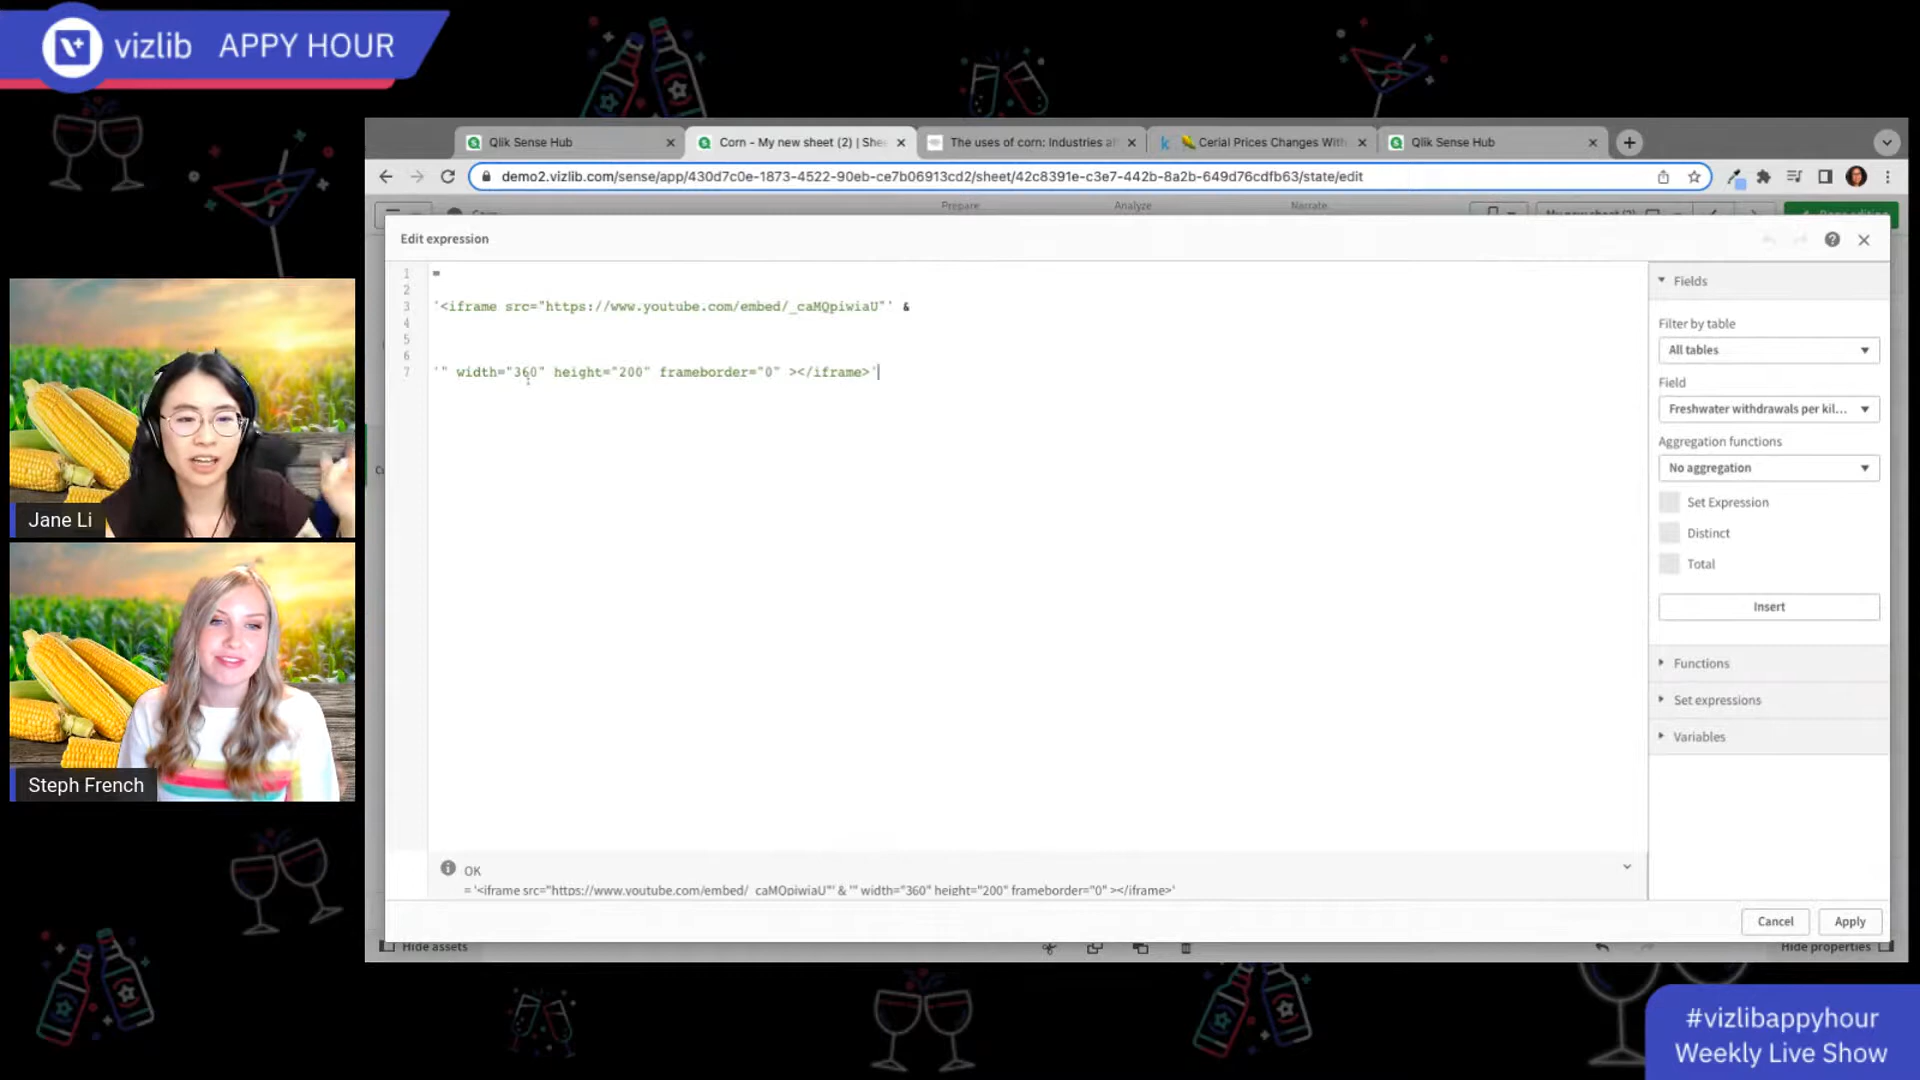 vizlib APPY HOUR
Qlik Sense Hub
Corn - My new sheet (2) | Shee
The uses of corn: Industries a
Cerial Prices Changes With
Qlik Sense Hub
demo2.vizlib.com/sense/app/430d7c0e-1873-4522-90eb-ce7b06913cd2/sheet/42c8391e-c3e7-442b-8a2b-649d76cdfb63/state/edit
Prepare
Analyze
Narrate
Edit expression
1 =
2
3 '<iframe src="https://www.youtube.com/embed/_caMQpiwiaU"' &
4
5
6
7 '" width="360" height="200" frameborder="0" ></iframe>'
Fields
Filter by table
All tables
Field
Freshwater withdrawals per kil...
Aggregation functions
No aggregation
Set Expression
Distinct
Total
Insert
Functions
Set expressions
Variables
OK
= '<iframe src="https://www.youtube.com/embed/_caMQpiwiaU"' & '" width="360" height="200" frameborder="0" ></iframe>'
Cancel
Apply
Hide assets
Hide properties
Jane Li
Steph French
#vizlibappyhour
Weekly Live Show